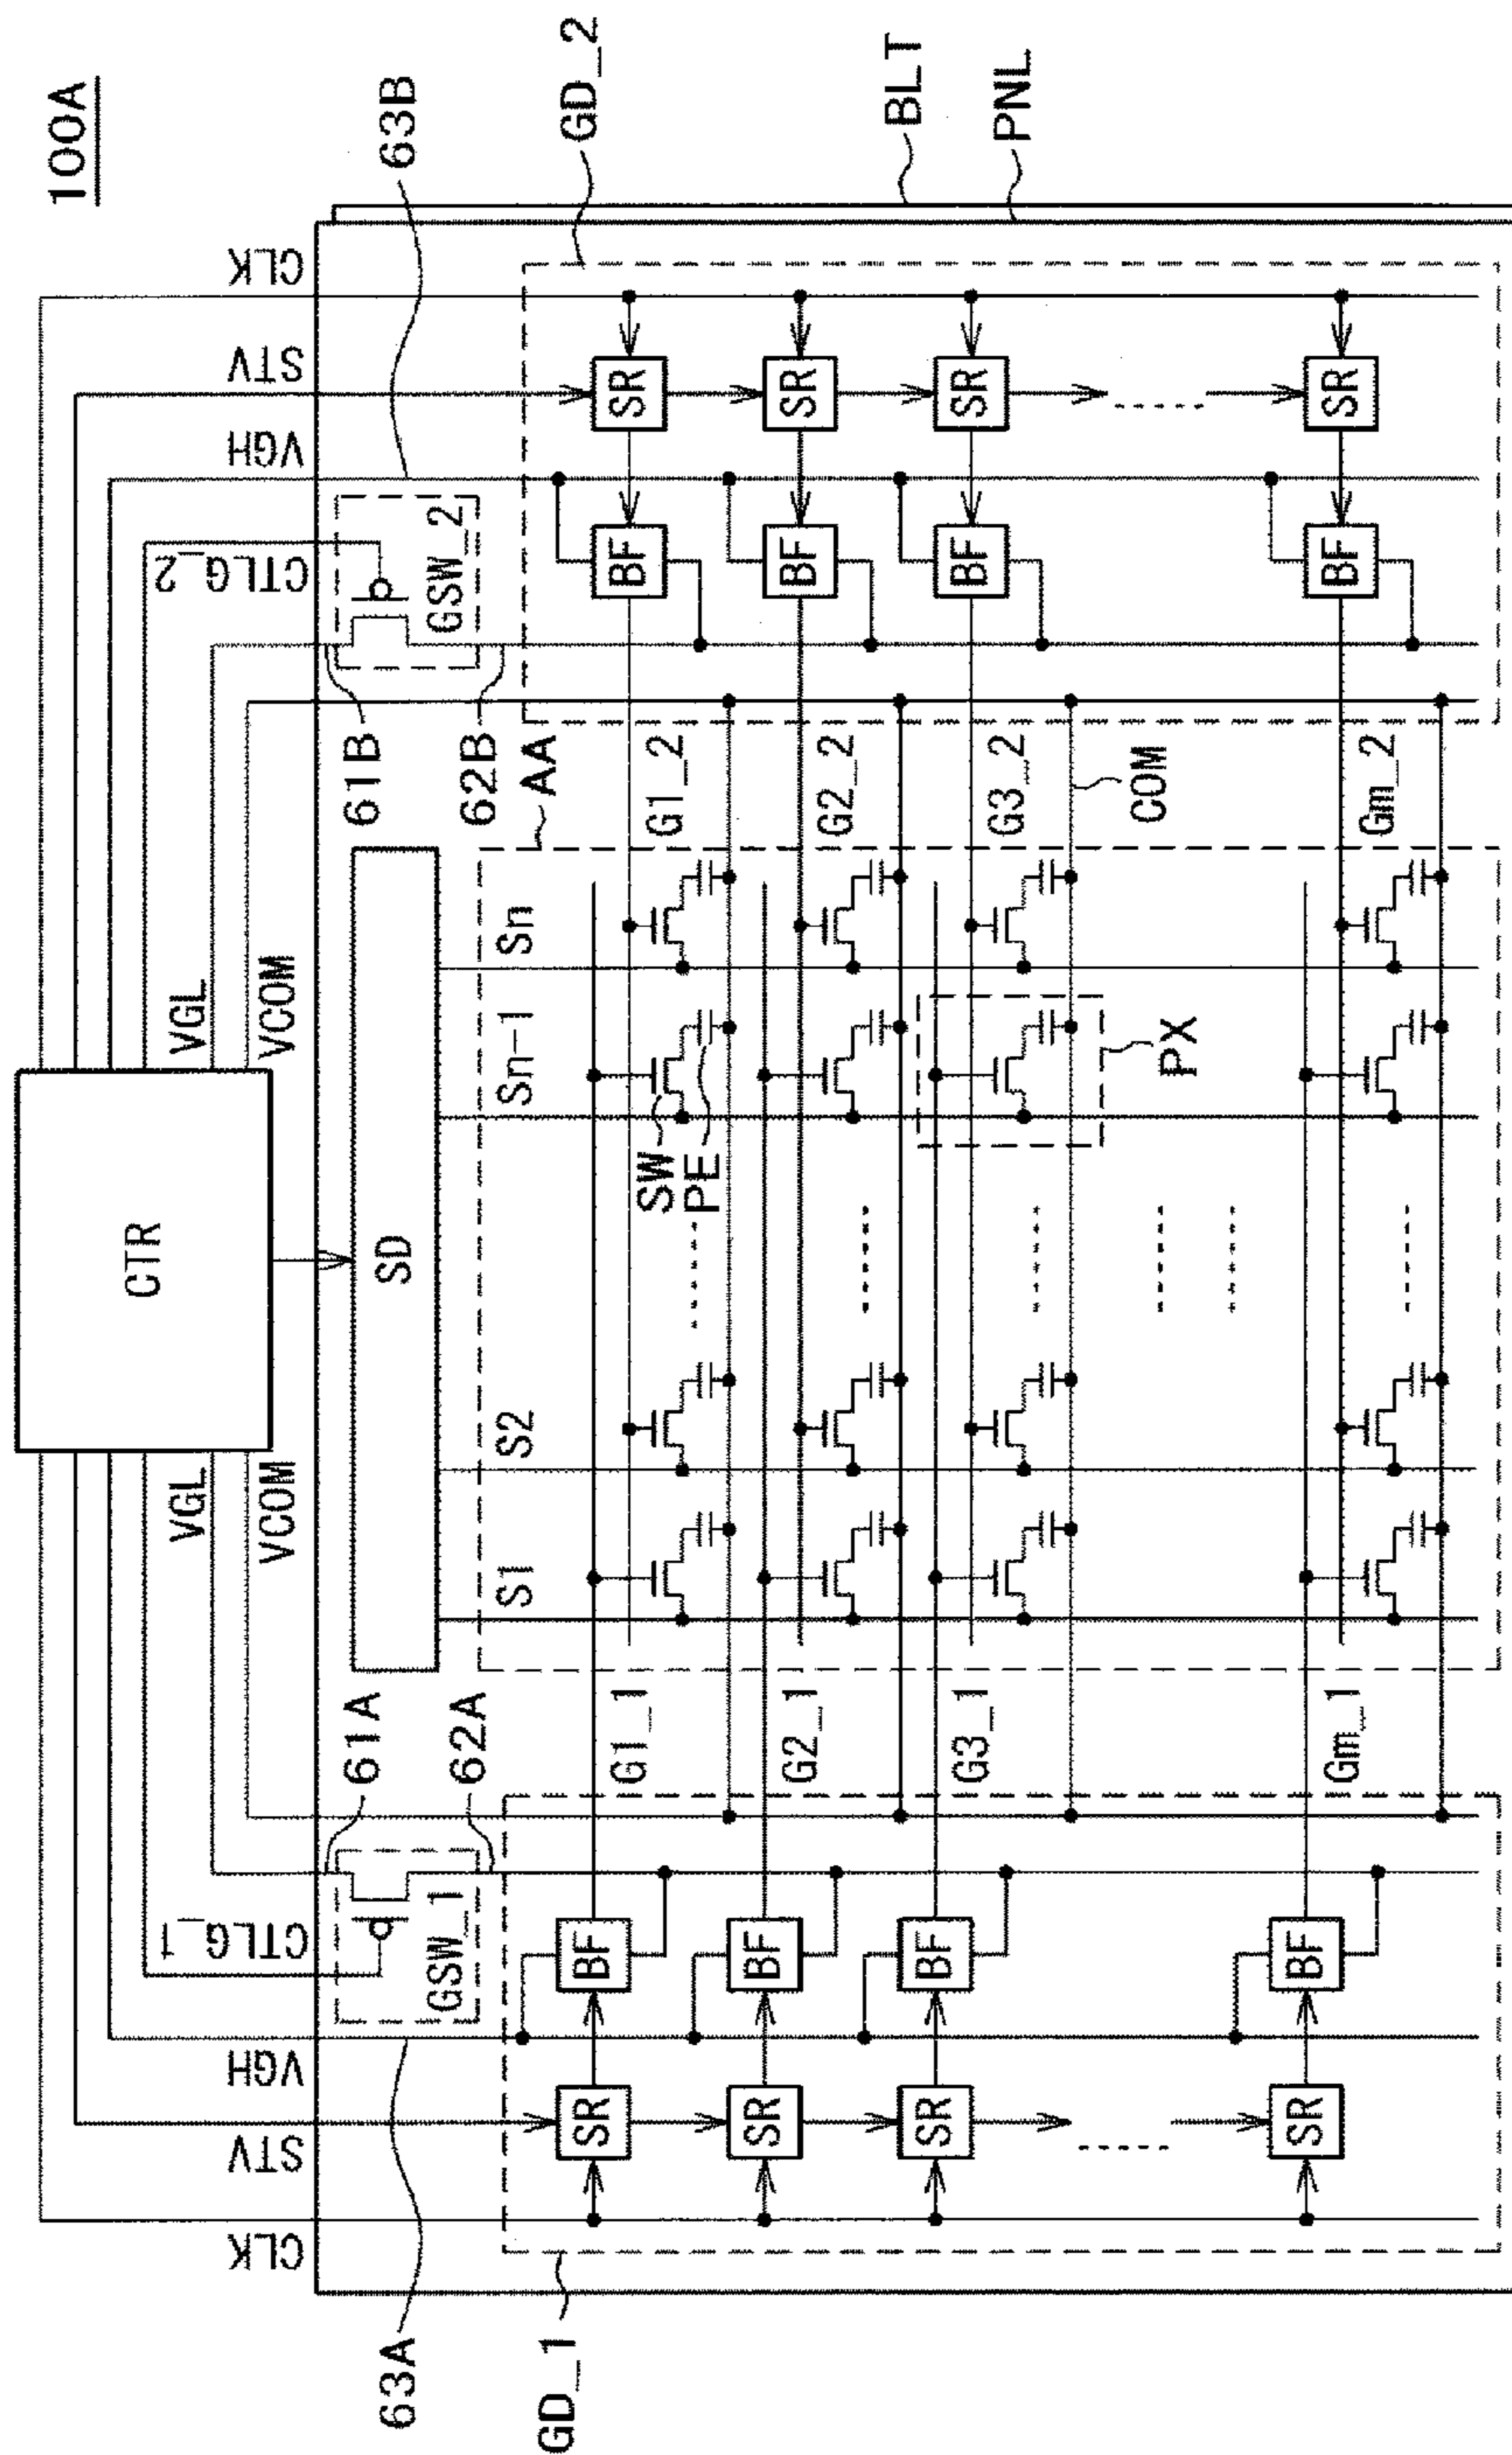 100A
CTR
CLK
STV
VGH
CTLG_1
VGL
VCOM
VGL
VCOM
CTLG_2
VGH
STV
CLK
63A
61A
61B
63B
GSW_1
GSW_2
SD
62A
62B
GD_1
GD_2
AA
BLT
PNL
S1
S2
Sn-1
Sn
SR
BF
G1_1
SW
PE
G1_2
BF
SR
SR
BF
G2_1
G2_2
BF
SR
SR
BF
G3_1
G3_2
BF
SR
PX
COM
SR
BF
Gm_1
Gm_2
BF
SR